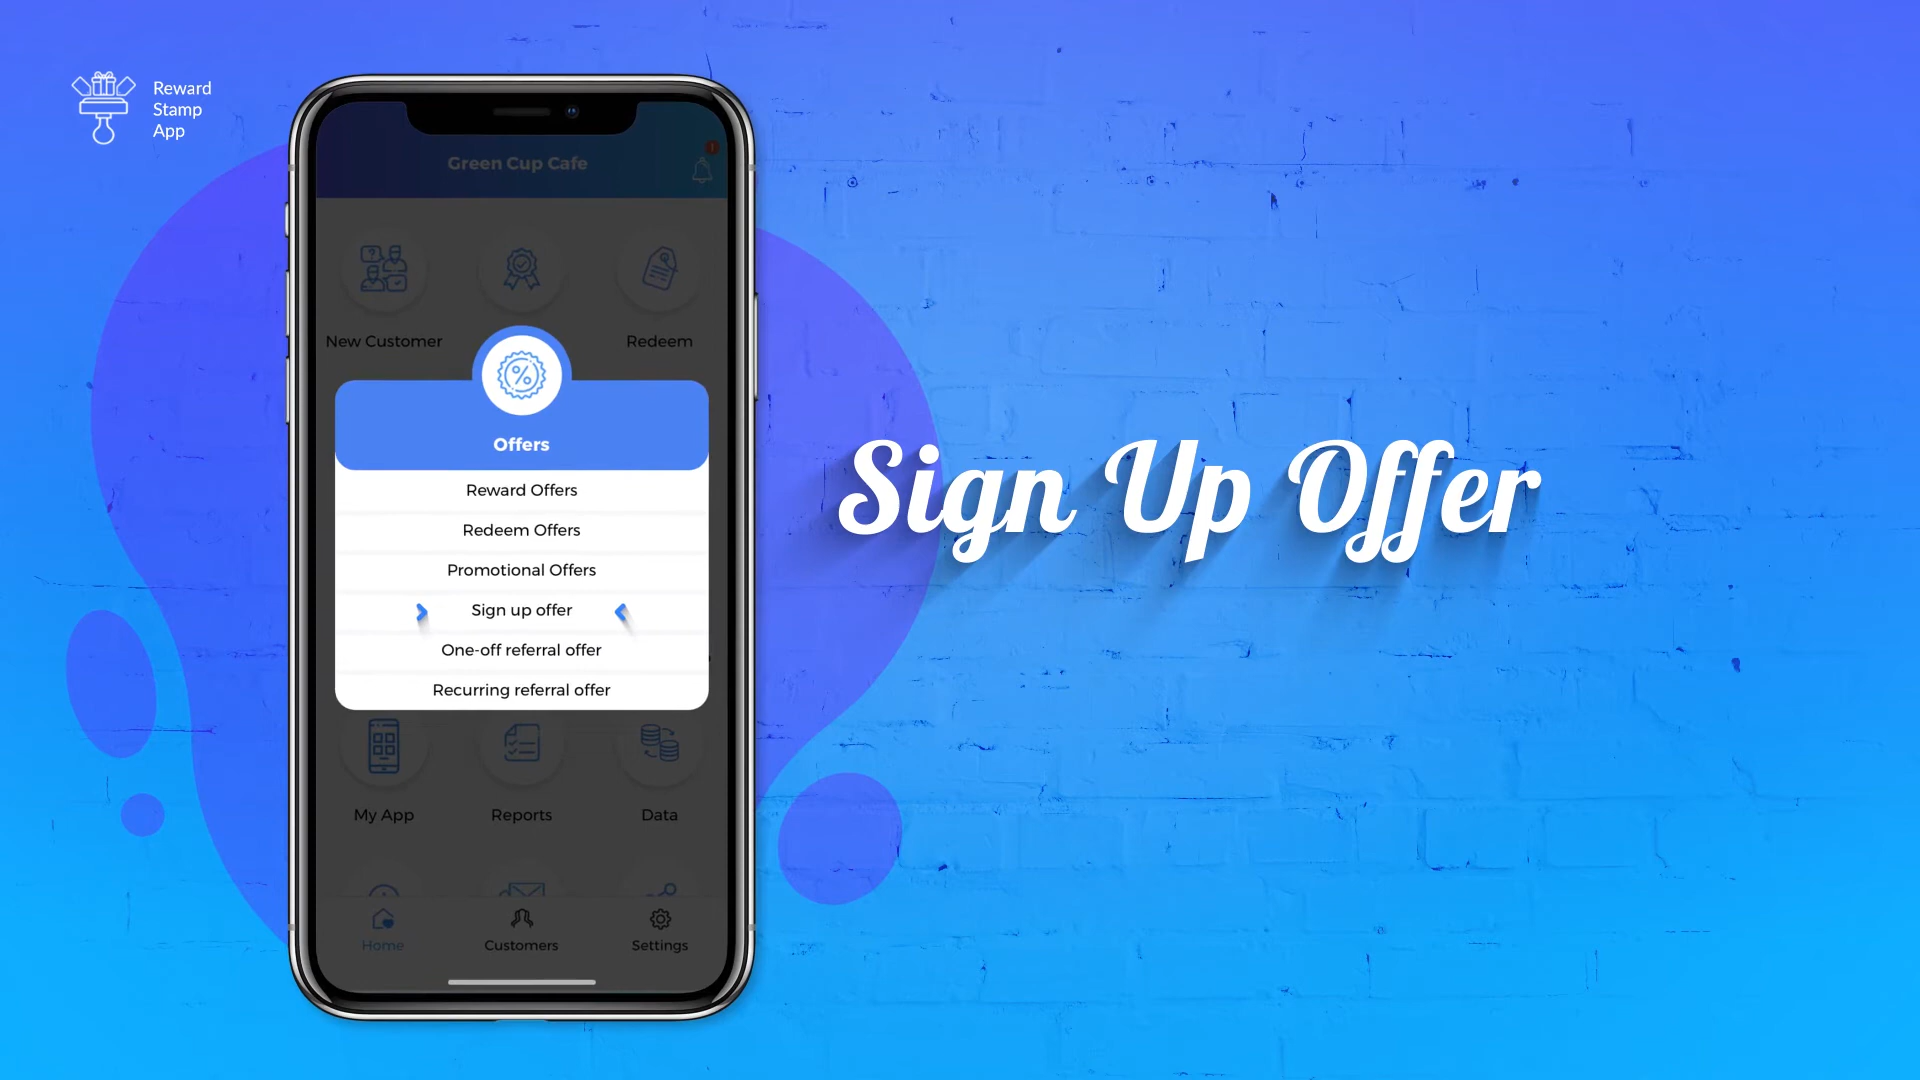 Reward
Stamp
App
Green Cup Cafe
New Customer
Redeem
Offers
Reward Offers
Redeem Offers
Promotional Offers
Sign up offer
One-off referral offer
Recurring referral offer
My App
Reports
Data
Home
Customers
Settings
Sign Up Offer